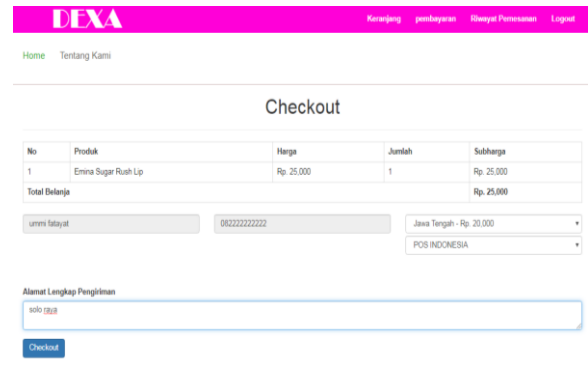 DEXA
Keranjang pembayaran Riwayat Pemesanan Logout
Home Tentang Kami
Checkout
No Produk Harga Jumlah Subharga
1 Emina Sugar Rush Lip Rp. 25,000 1 Rp. 25,000
Total Belanja Rp. 25,000
ummi fatayat 082222222222 Jawa Tengah - Rp. 20,000
POS INDONESIA
Alamat Lengkap Pengiriman
solo raya
Checkout